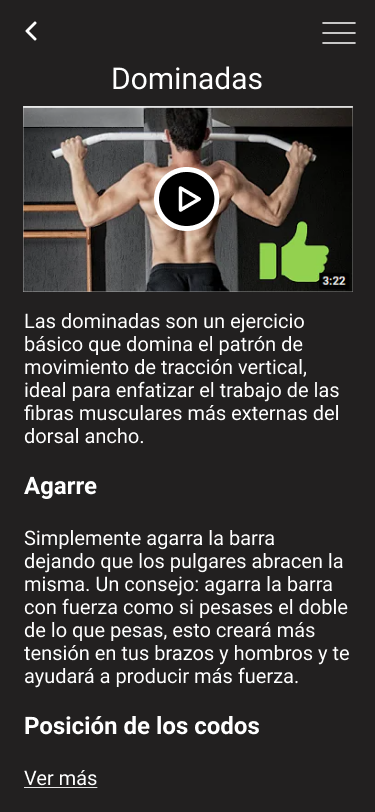 Dominadas
3:22
Las dominadas son un ejercicio
básico que domina el patrón de
movimiento de tracción vertical,
ideal para enfatizar el trabajo de las
fibras musculares más externas del
dorsal ancho.
Agarre
Simplemente agarra la barra
dejando que los pulgares abracen la
misma. Un consejo: agarra la barra
con fuerza como si pesases el doble
de lo que pesas, esto creará más
tensión en tus brazos y hombros y te
ayudará a producir más fuerza.
Posición de los codos
Ver más